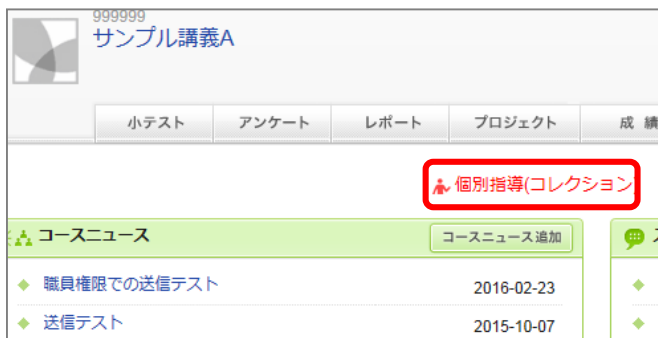 999999
サンプル講義A
小テスト アンケート レポート プロジェクト 成績
個別指導(コレクション
コースニュース コースニュース追加
職員権限での送信テスト 2016-02-23
送信テスト 2015-10-07